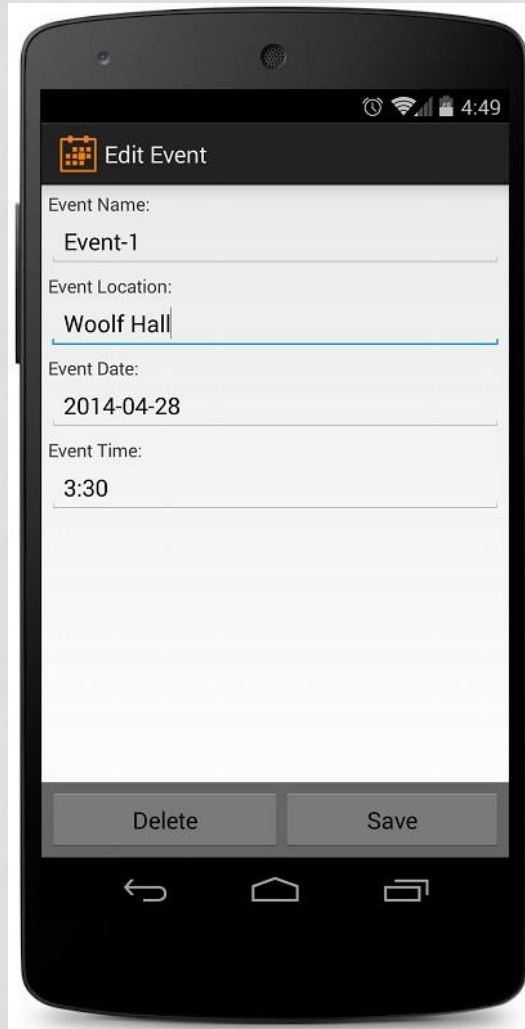 4:49
Edit Event
Event Name:
Event-1
Event Location:
Woolf Hall
Event Date:
2014-04-28
Event Time:
3:30
Delete Save